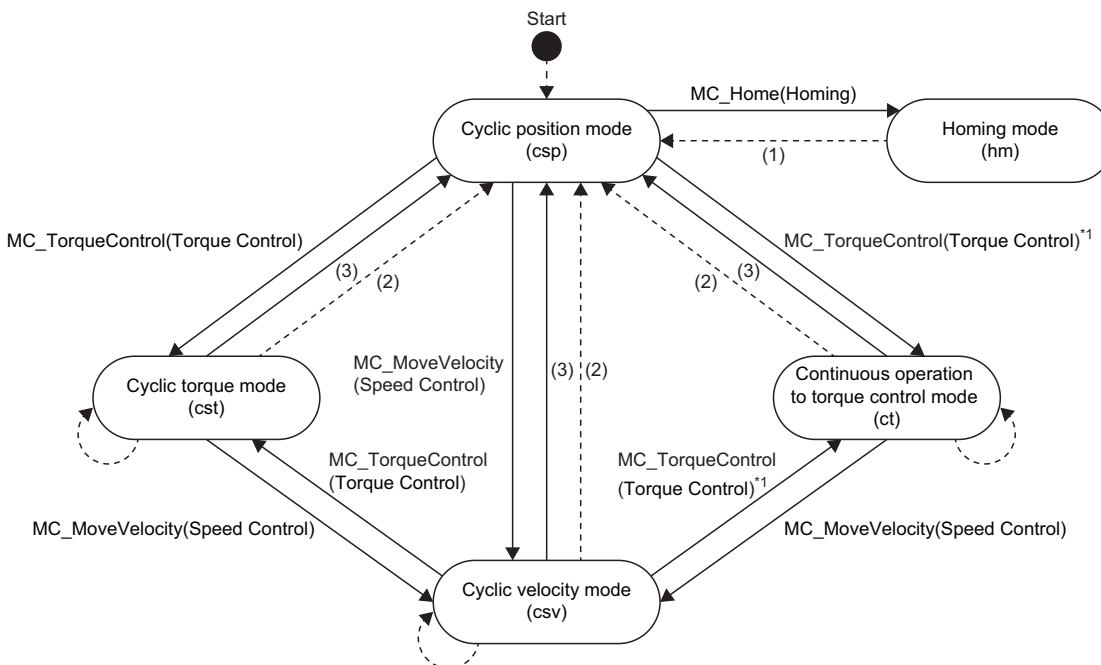 Start
MC_Home(Homing)
Cyclic position mode
(csp)
Homing mode
(hm)
(1)
MC_TorqueControl(Torque Control)
MC_TorqueControl(Torque Control)*1
(3)
(2)
(2)
(3)
MC_MoveVelocity
(Speed Control)
(3)
(2)
Cyclic torque mode
(cst)
Continuous operation
to torque control mode
(ct)
MC_TorqueControl
(Torque Control)
MC_TorqueControl
(Torque Control)*1
MC_MoveVelocity(Speed Control)
MC_MoveVelocity(Speed Control)
Cyclic velocity mode
(csv)